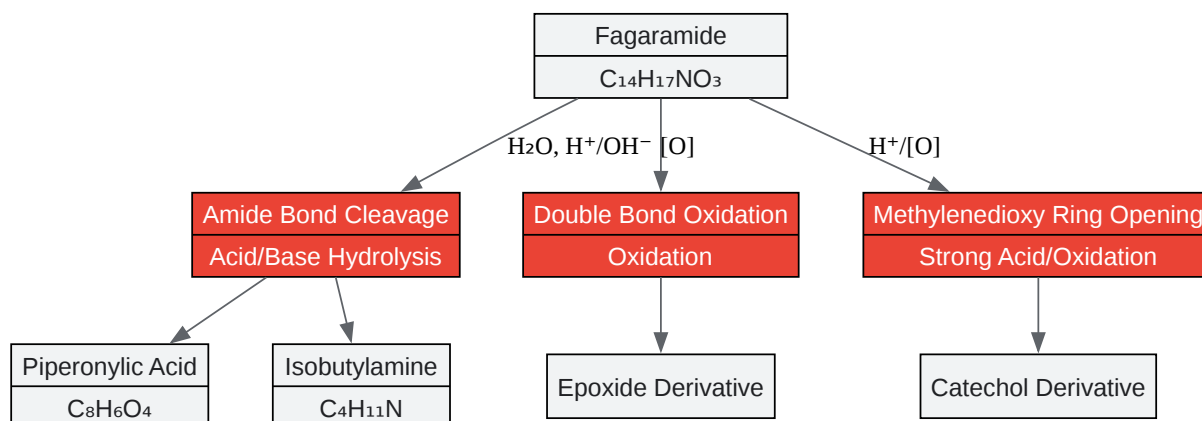 Fagaramide
C₁₄H₁₇NO₃
H₂O, H⁺/OH⁻
[O]
H⁺/[O]
Amide Bond Cleavage
Acid/Base Hydrolysis
Double Bond Oxidation
Oxidation
Methylenedioxy Ring Opening
Strong Acid/Oxidation
Piperonylic Acid
C₈H₆O₄
Isobutylamine
C₄H₁₁N
Epoxide Derivative
Catechol Derivative